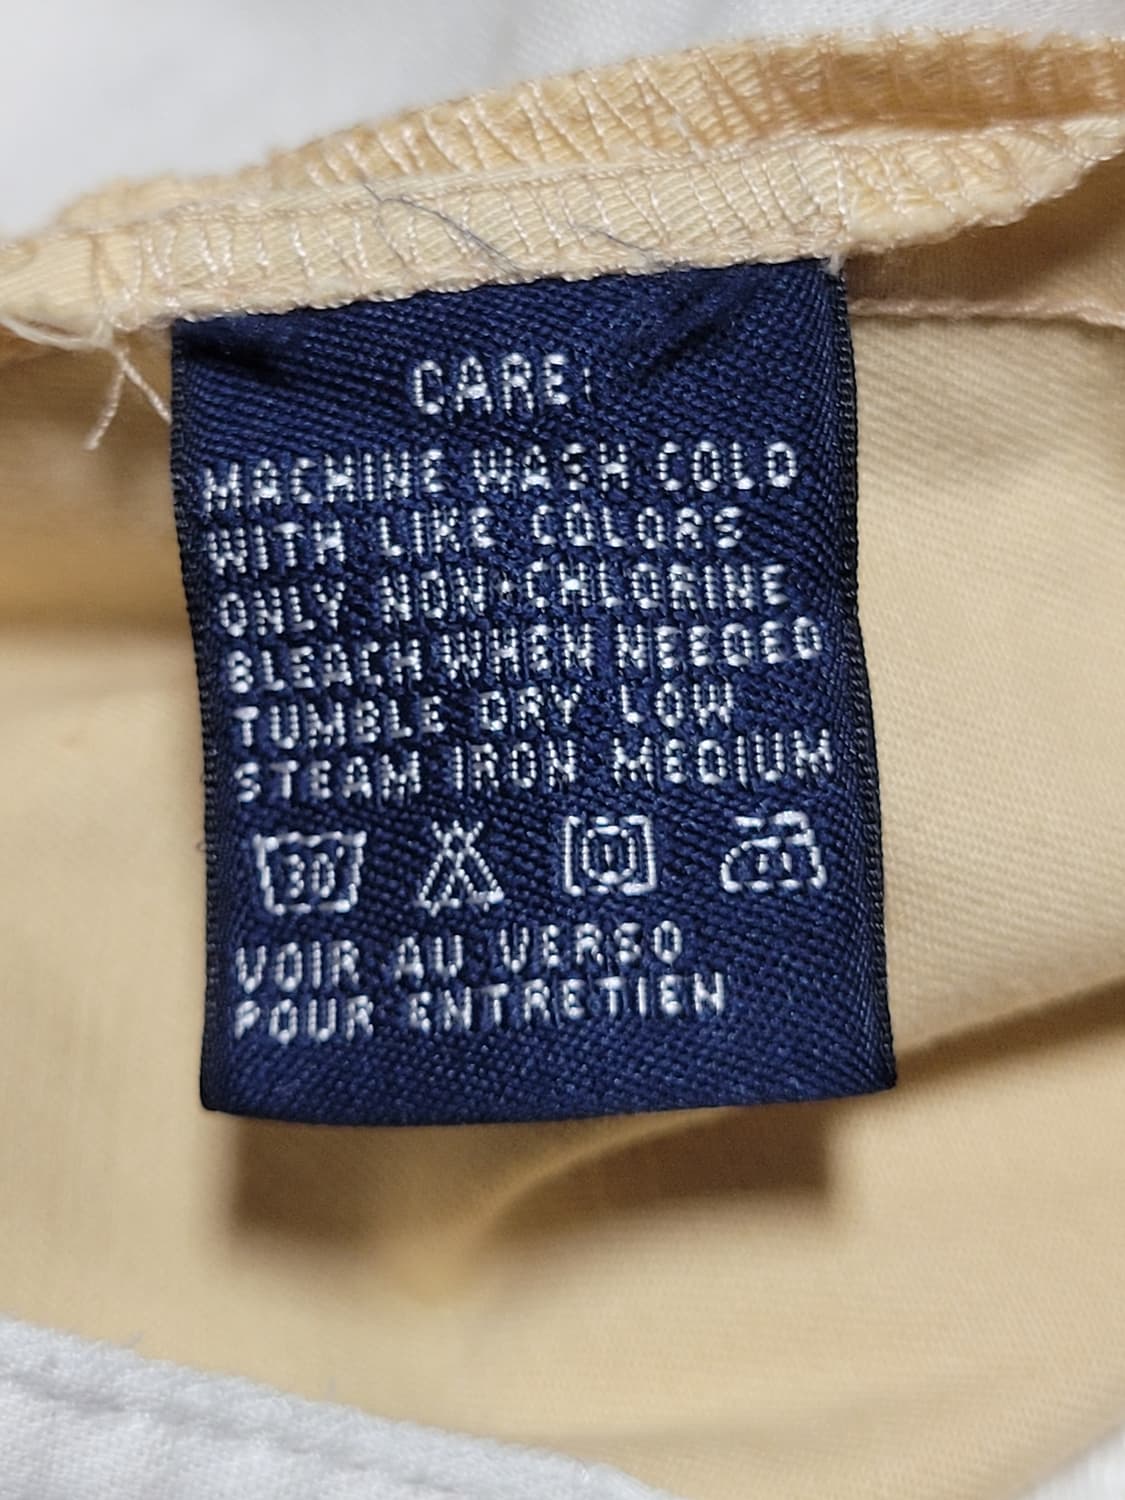 CARE:
MACHINE WASH COLD
WITH LIKE COLORS
ONLY NON-CHLORINE
BLEACH WHEN NEEDED
TUMBLE DRY LOW
STEAM IRON MEDIUM
30
VOIR AU VERSO
POUR ENTRETIEN